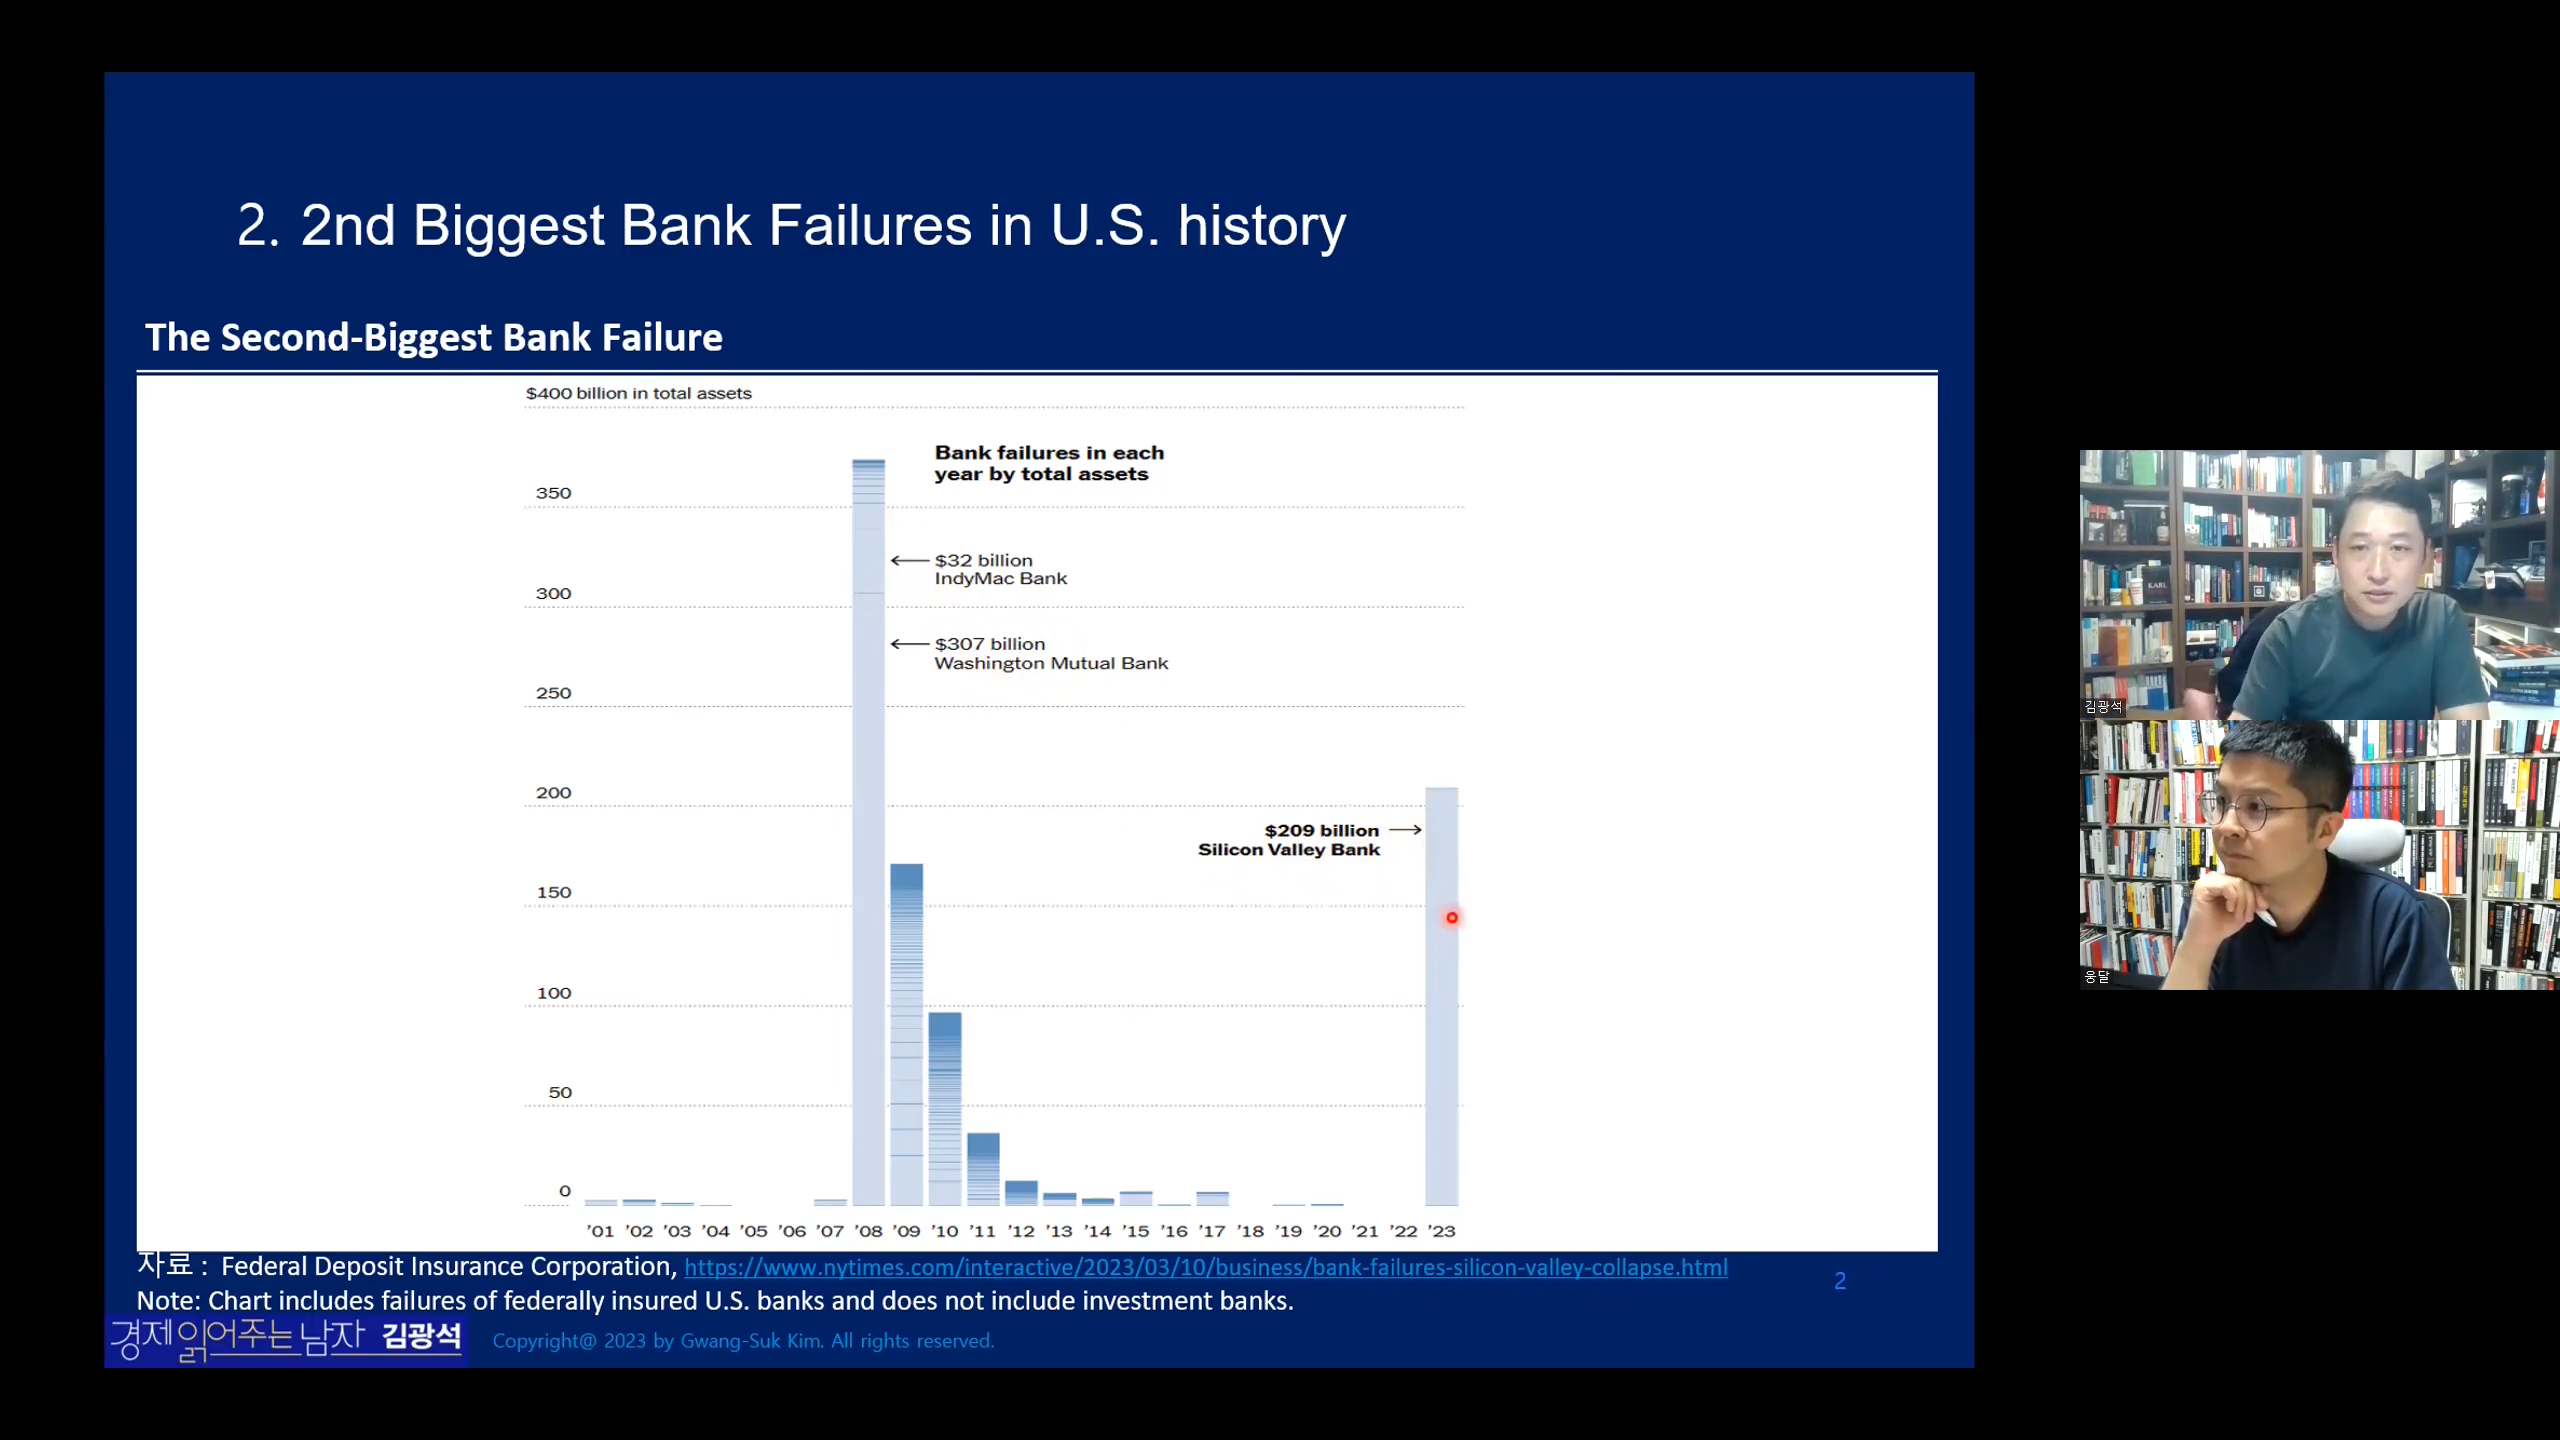 2. 2nd Biggest Bank Failures in U.S. history
The Second-Biggest Bank Failure
$400 billion in total assets
Bank failures in each
year by total assets
350
$32 billion
IndyMac Bank
300
$307 billion
Washington Mutual Bank
250
200
$209 billion
Silicon Valley Bank
150
100
50
0
'01 '02 '03 '04 '05 '06 '07 '08 '09 '10 '11 '12 '13 '14 '15 '16 '17 '18 '19 '20 '21 '22 '23
자료 : Federal Deposit Insurance Corporation, https://www.nytimes.com/interactive/2023/03/10/business/bank-failures-silicon-valley-collapse.html
2
Note: Chart includes failures of federally insured U.S. banks and does not include investment banks.
경제읽어주는남자 김광석
Copyright@ 2023 by Gwang-Suk Kim. All rights reserved.
KARL
김광석
웅달